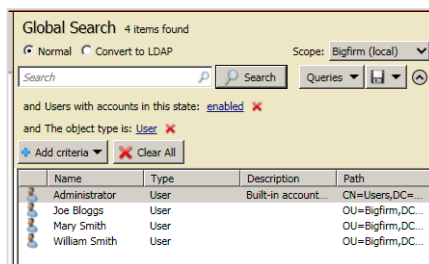 Global Search 4 items found
Normal Convert to LDAP Scope: Bigfirm (local)
Search Search Queries
and Users with accounts in this state: enabled
and The object type is: User
Add criteria Clear All
Name Type Description Path
Administrator User Built-in account... CN=Users,DC=...
Joe Bloggs User OU=Bigfirm,DC...
Mary Smith User OU=Bigfirm,DC...
William Smith User OU=Bigfirm,DC...